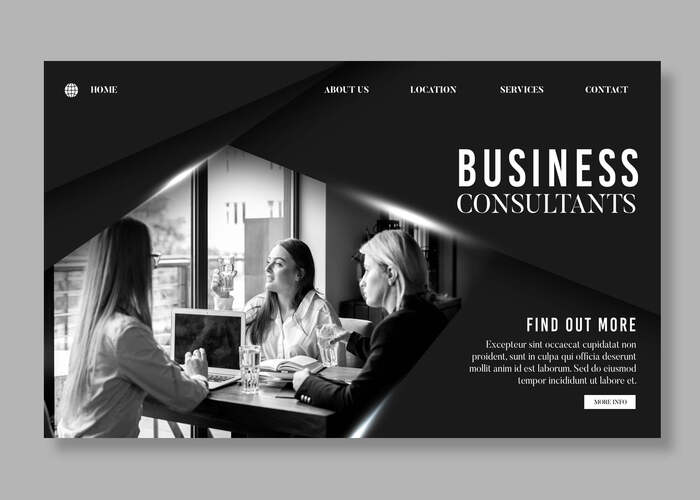 HOME
ABOUT US
LOCATION
SERVICES
CONTACT
BUSINESS
CONSULTANTS
FIND OUT MORE
Excepteur sint occaecat cupidatat non
proident, sunt in culpa qui officia deserunt
mollit anim id est laborum. Sed do eiusmod
tempor incididunt ut labore et.
MORE INFO